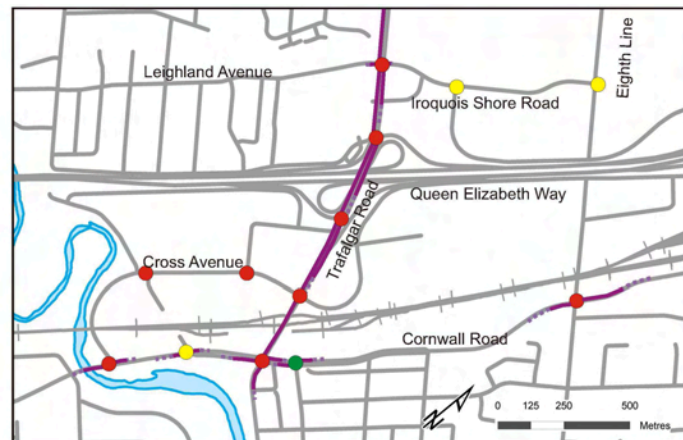 Eighth Line
Leighland Avenue
Iroquois Shore Road
Queen Elizabeth Way
Trafalgar Road
Cross Avenue
Cornwall Road
N
0 125 250 500
Metres